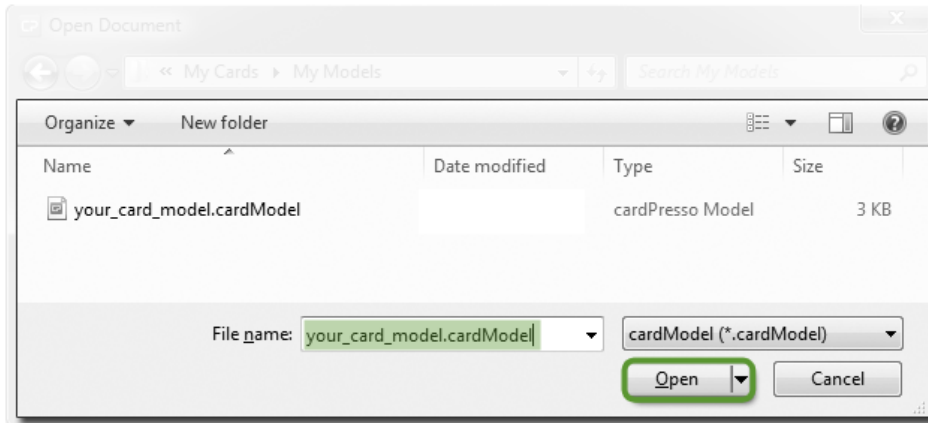 Open Document
« My Cards ▸ My Models
Search My Models
Organize ▾ New folder
Name Date modified Type Size
your_card_model.cardModel cardPresso Model 3 KB
File name: your_card_model.cardModel cardModel (*.cardModel)
Open Cancel